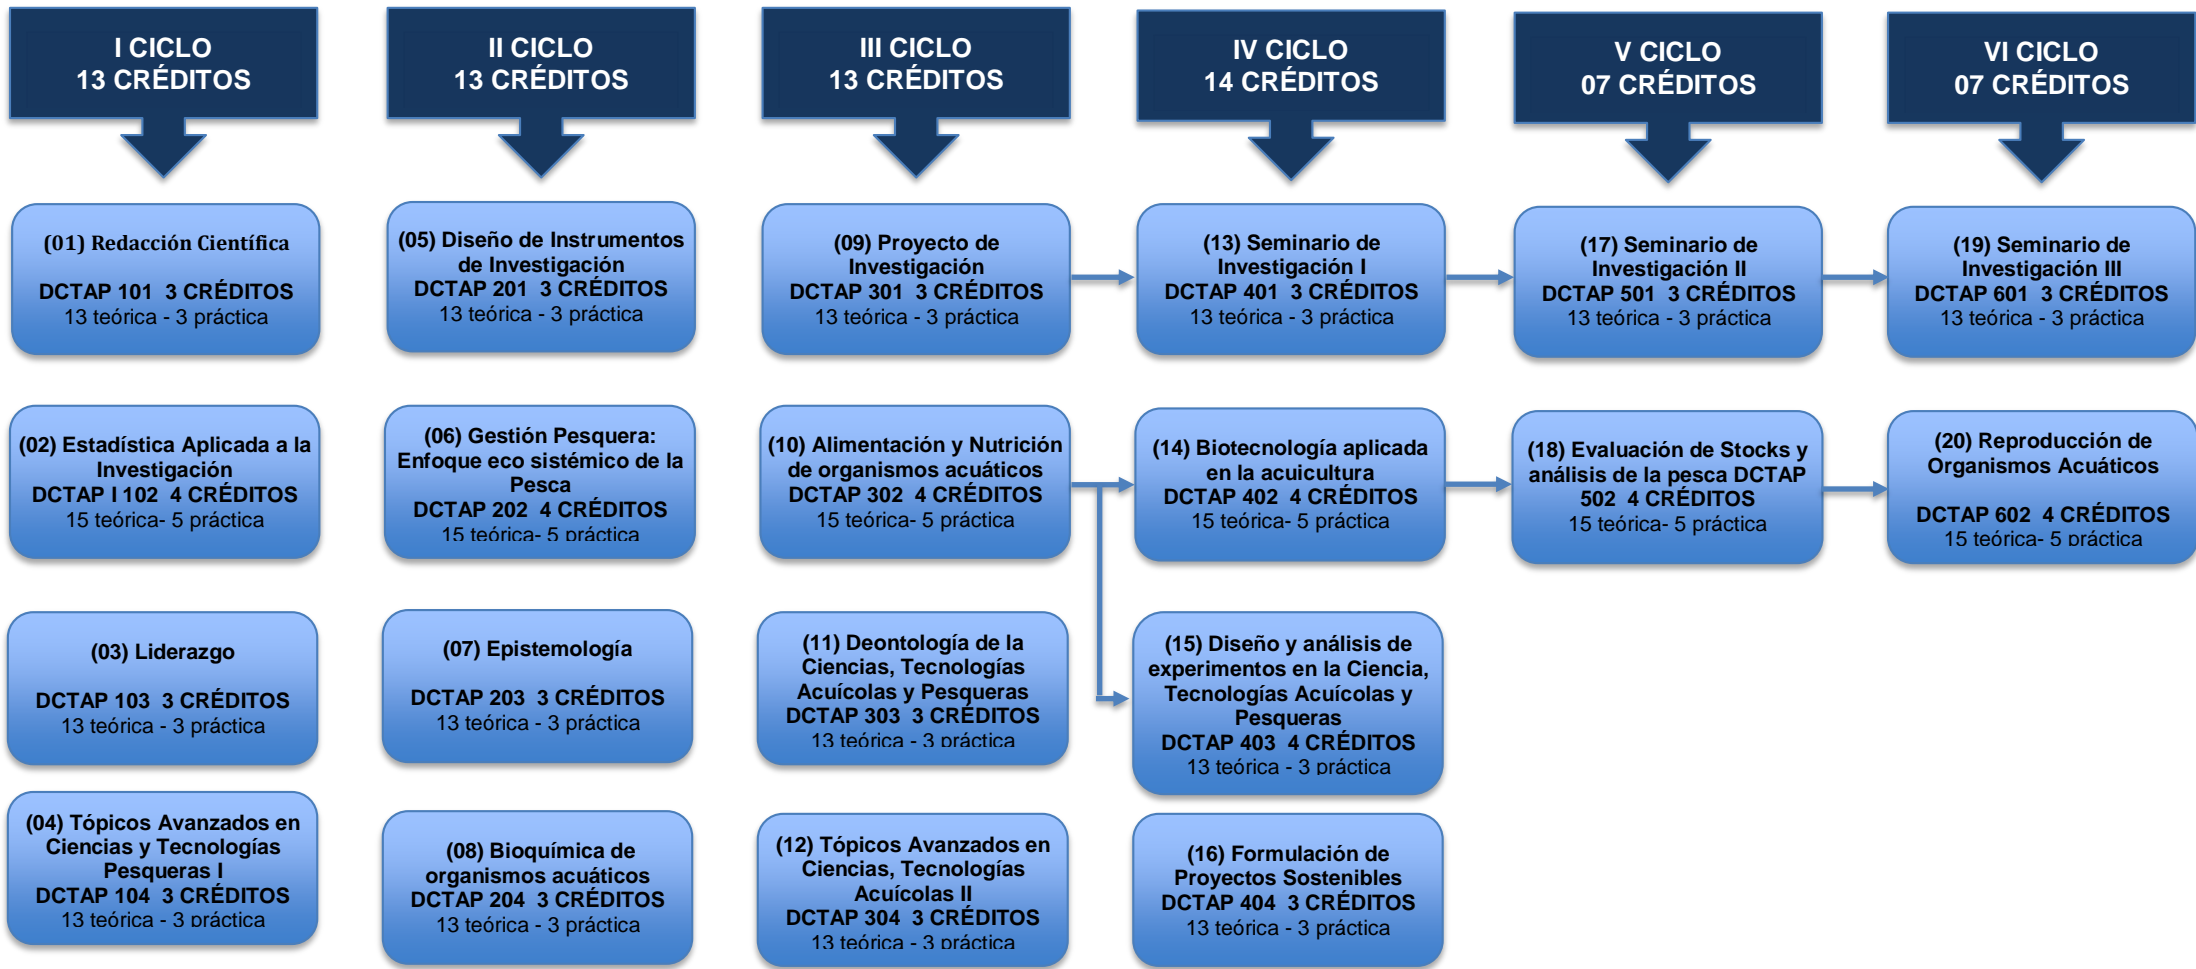 I CICLO
13 CRÉDITOS
II CICLO
13 CRÉDITOS
III CICLO
13 CRÉDITOS
IV CICLO
14 CRÉDITOS
V CICLO
07 CRÉDITOS
VI CICLO
07 CRÉDITOS
(01) Redacción Científica
DCTAP 101 3 CRÉDITOS
13 teórica - 3 práctica
(05) Diseño de Instrumentos
de Investigación
DCTAP 201 3 CRÉDITOS
13 teórica - 3 práctica
(09) Proyecto de
Investigación
DCTAP 301 3 CRÉDITOS
13 teórica - 3 práctica
(13) Seminario de
Investigación I
DCTAP 401 3 CRÉDITOS
13 teórica - 3 práctica
(17) Seminario de
Investigación II
DCTAP 501 3 CRÉDITOS
13 teórica - 3 práctica
(19) Seminario de
Investigación III
DCTAP 601 3 CRÉDITOS
13 teórica - 3 práctica
(02) Estadística Aplicada a la
Investigación
DCTAP I 102 4 CRÉDITOS
15 teórica- 5 práctica
(06) Gestión Pesquera:
Enfoque eco sistémico de la
Pesca
DCTAP 202 4 CRÉDITOS
15 teórica- 5 práctica
(10) Alimentación y Nutrición
de organismos acuáticos
DCTAP 302 4 CRÉDITOS
15 teórica- 5 práctica
(14) Biotecnología aplicada
en la acuicultura
DCTAP 402 4 CRÉDITOS
15 teórica- 5 práctica
(18) Evaluación de Stocks y
análisis de la pesca DCTAP
502 4 CRÉDITOS
15 teórica- 5 práctica
(20) Reproducción de
Organismos Acuáticos
DCTAP 602 4 CRÉDITOS
15 teórica- 5 práctica
(03) Liderazgo
DCTAP 103 3 CRÉDITOS
13 teórica - 3 práctica
(07) Epistemología
DCTAP 203 3 CRÉDITOS
13 teórica - 3 práctica
(11) Deontología de la
Ciencias, Tecnologías
Acuícolas y Pesqueras
DCTAP 303 3 CRÉDITOS
13 teórica - 3 práctica
(15) Diseño y análisis de
experimentos en la Ciencia,
Tecnologías Acuícolas y
Pesqueras
DCTAP 403 4 CRÉDITOS
13 teórica - 3 práctica
(04) Tópicos Avanzados en
Ciencias y Tecnologías
Pesqueras I
DCTAP 104 3 CRÉDITOS
13 teórica - 3 práctica
(08) Bioquímica de
organismos acuáticos
DCTAP 204 3 CRÉDITOS
13 teórica - 3 práctica
(12) Tópicos Avanzados en
Ciencias, Tecnologías
Acuícolas II
DCTAP 304 3 CRÉDITOS
13 teórica - 3 práctica
(16) Formulación de
Proyectos Sostenibles
DCTAP 404 3 CRÉDITOS
13 teórica - 3 práctica